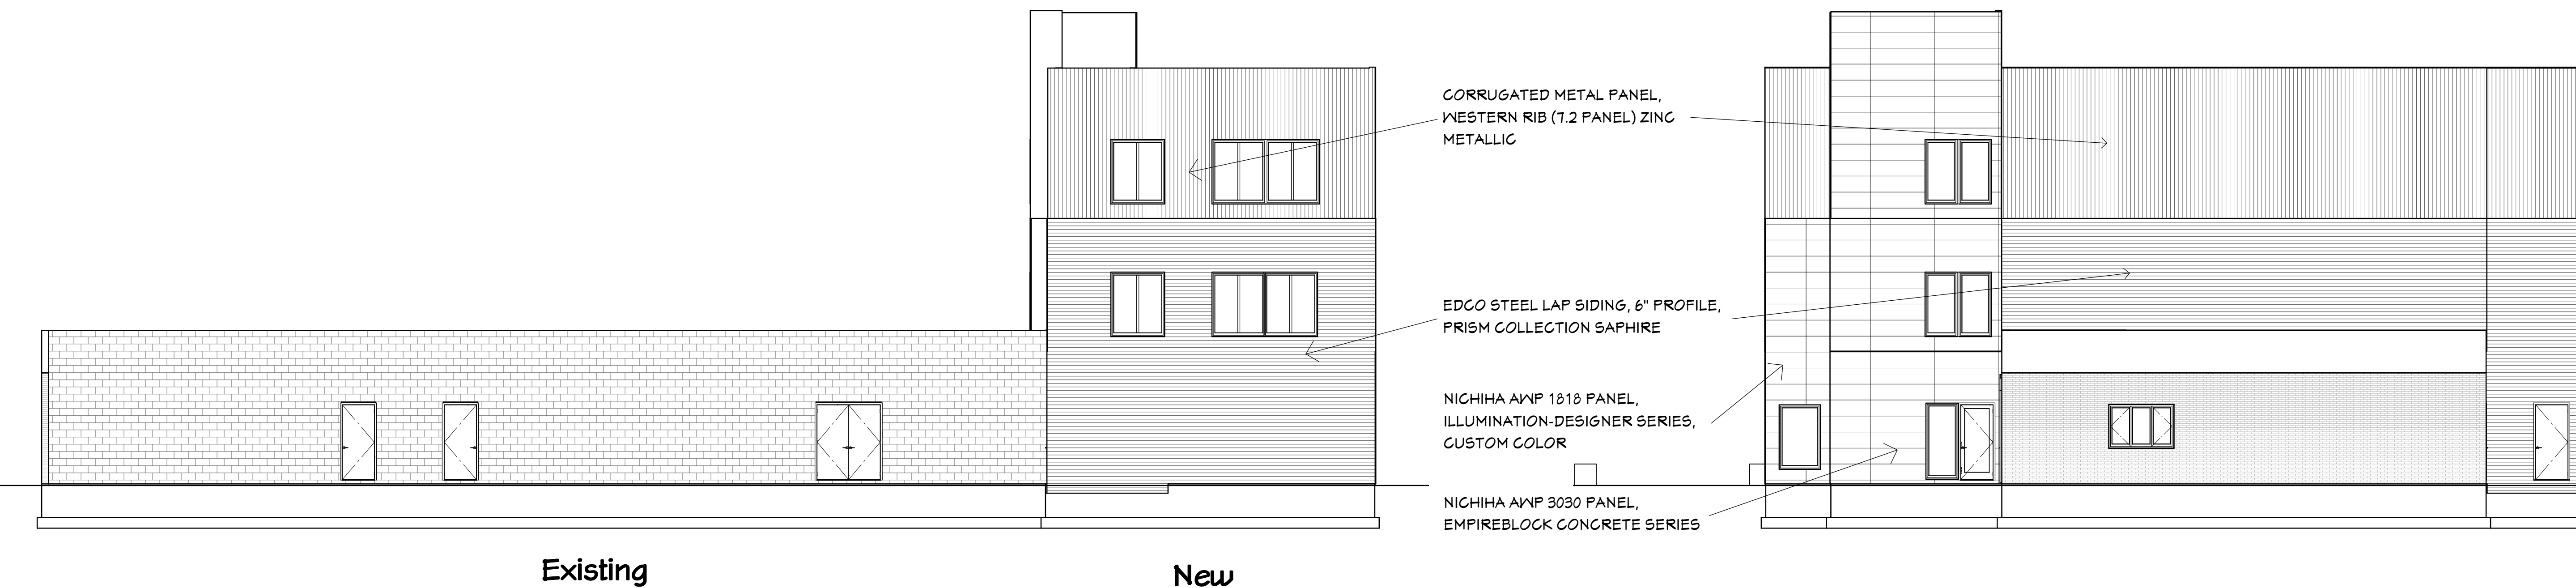 CORRUGATED METAL PANEL,
WESTERN RIB (7.2 PANEL) ZINC
METALLIC
EDCO STEEL LAP SIDING, 6" PROFILE,
PRISM COLLECTION SAPHIRE
NICHIHA AWP 1818 PANEL,
ILLUMINATION-DESIGNER SERIES,
CUSTOM COLOR
NICHIHA AWP 3030 PANEL,
EMPIREBLOCK CONCRETE SERIES
Existing
New